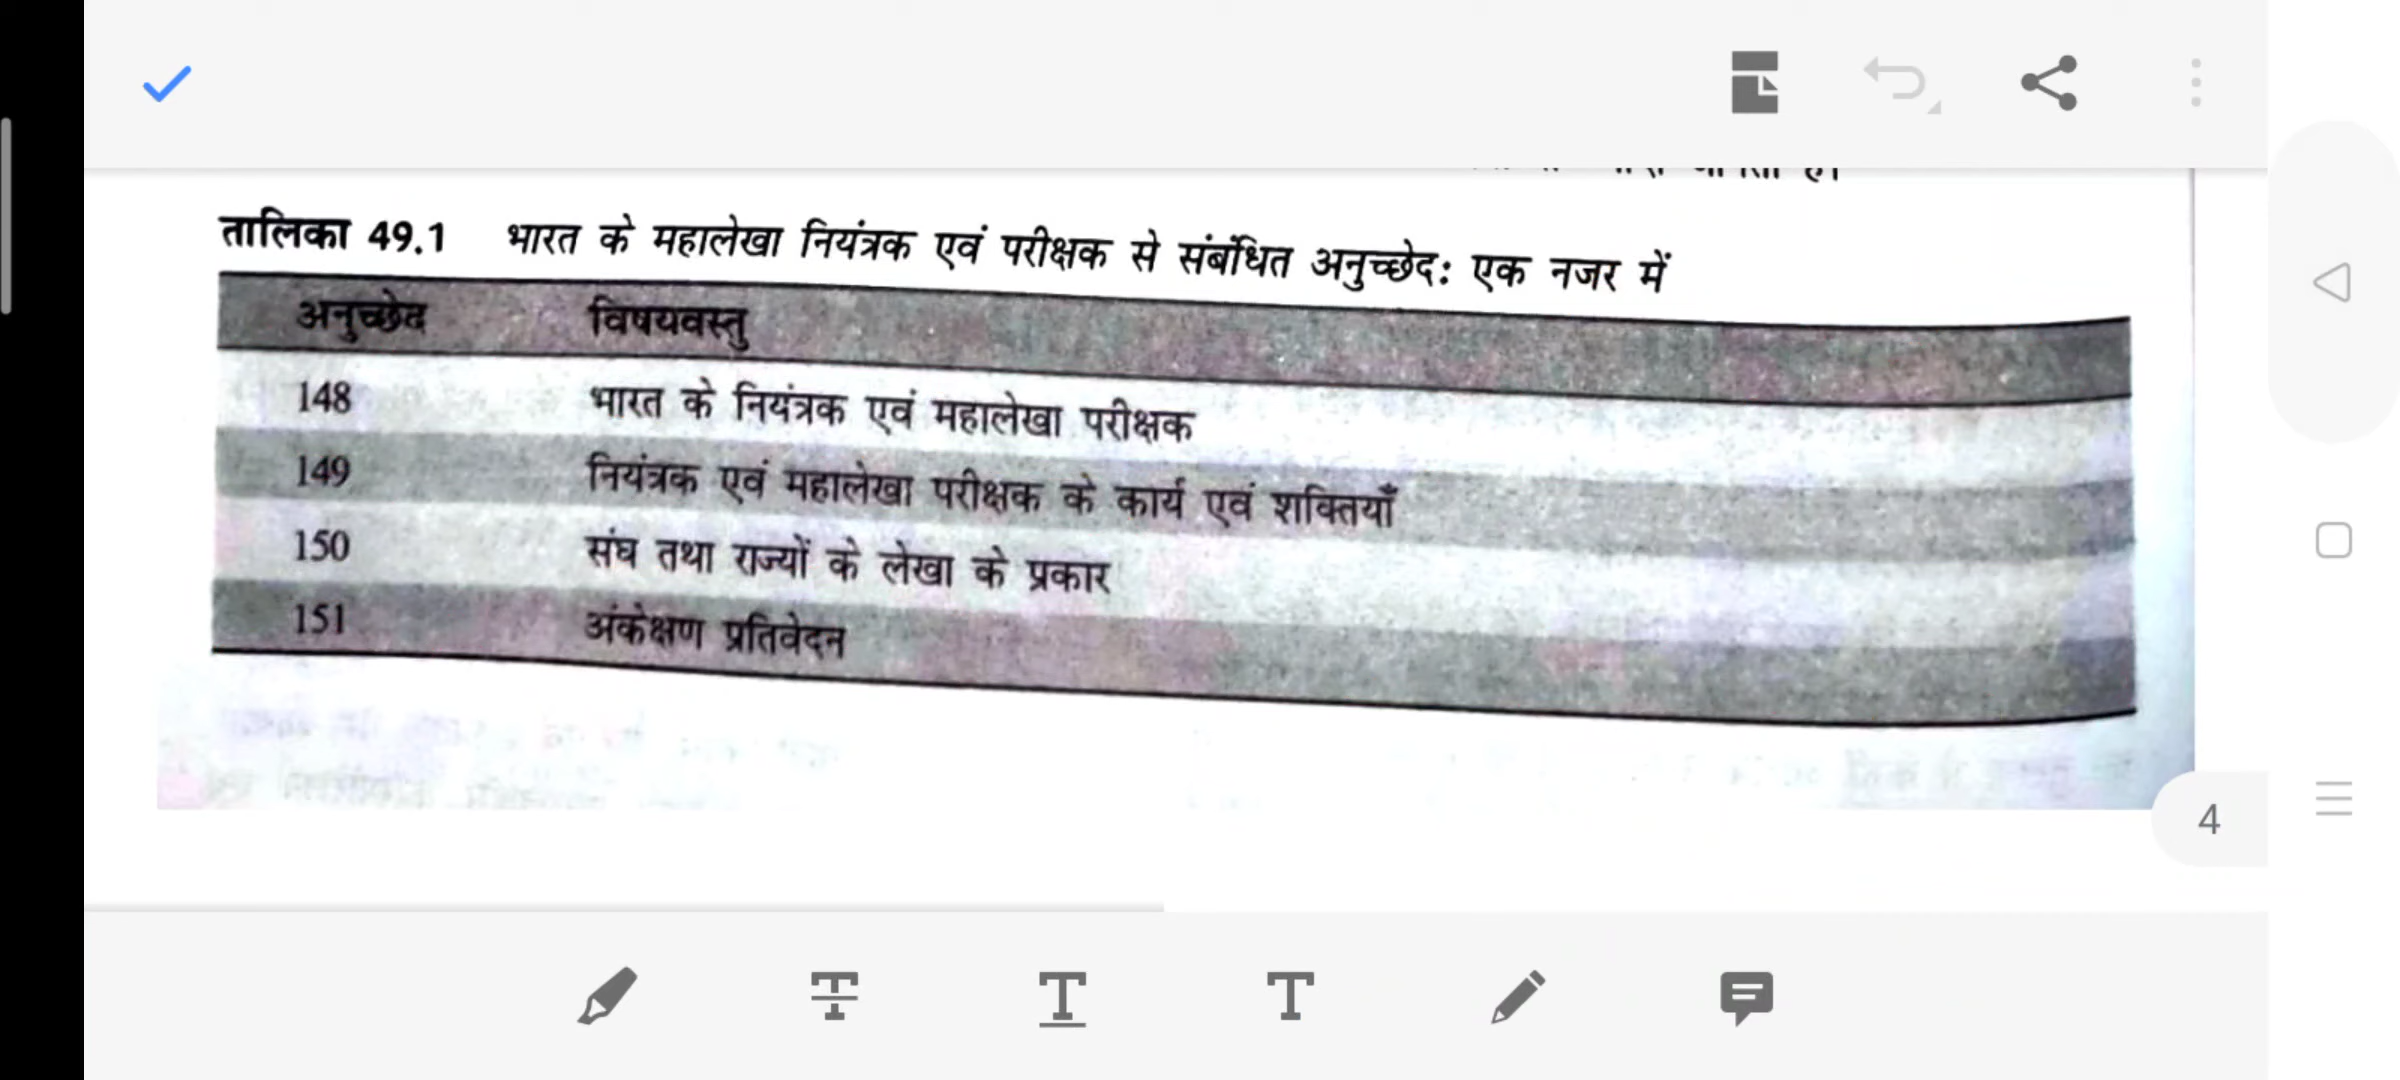 तालिका 49.1 भारत के महालेखा नियंत्रक एवं परीक्षक से संबंधित अनुच्छेद: एक नजर में
अनुच्छेद विषयवस्तु
148 भारत के नियंत्रक एवं महालेखा परीक्षक
149 नियंत्रक एवं महालेखा परीक्षक के कार्य एवं शक्तियाँ
150 संघ तथा राज्यों के लेखा के प्रकार
151 अंकेक्षण प्रतिवेदन
4